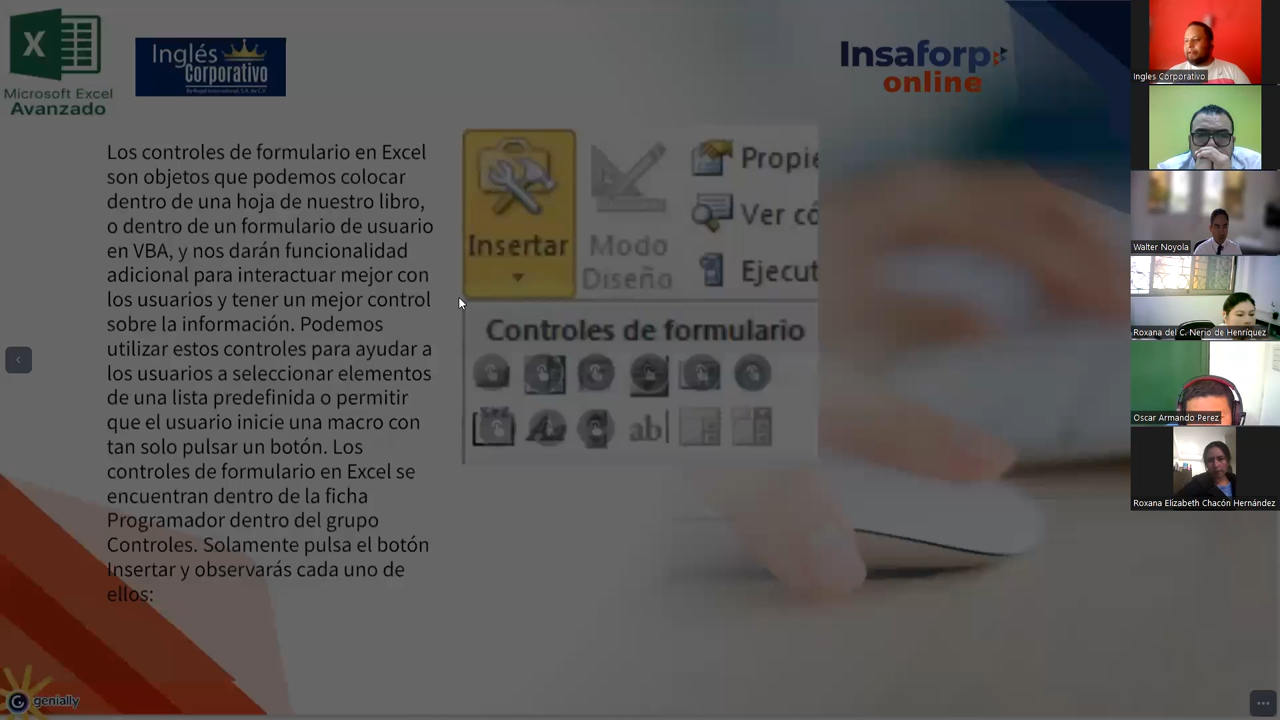 Microsoft Excel
Avanzado
Inglés
Corporativo
Insaforp
online
Los controles de formulario en Excel
son objetos que podemos colocar
dentro de una hoja de nuestro libro,
o dentro de un formulario de usuario
en VBA, y nos darán funcionalidad
adicional para interactuar mejor con
los usuarios y tener un mejor control
sobre la información. Podemos
utilizar estos controles para ayudar a
los usuarios a seleccionar elementos
de una lista predefinida o permitir
que el usuario inicie una macro con
tan solo pulsar un botón. Los
controles de formulario en Excel se
encuentran dentro de la ficha
Programador dentro del grupo
Controles. Solamente pulsa el botón
Insertar y observarás cada uno de
ellos:
Insertar
Modo
Diseño
Propie
Ver có
Ejecut
Controles de formulario
ab
genially
Ingles Corporativo
Walter Noyola
Roxana del C. Nerio de Henríquez
Oscar Armando Perez
Roxana Elizabeth Chacón Hernández